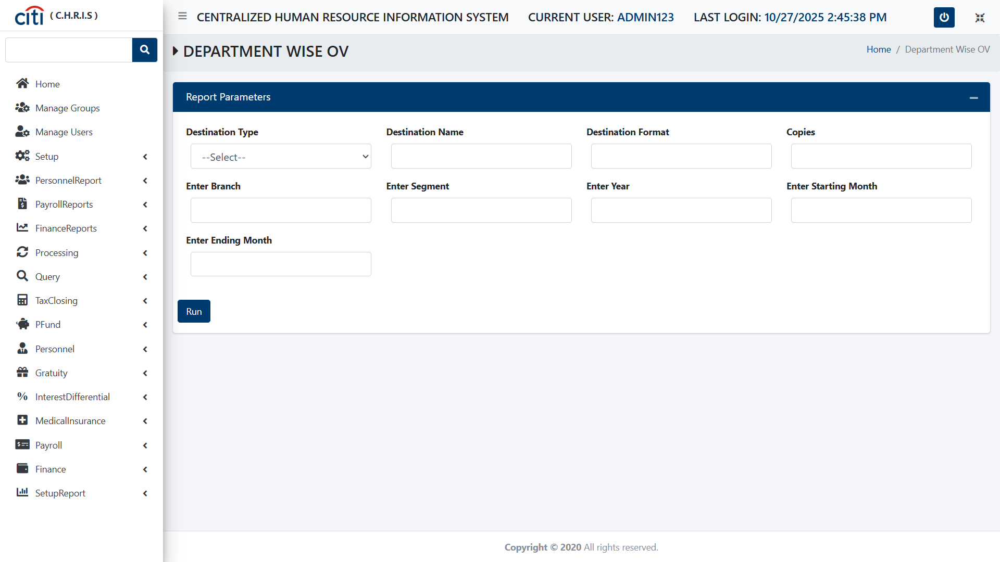 citi ( C.H.R.I.S )
CENTRALIZED HUMAN RESOURCE INFORMATION SYSTEM CURRENT USER: ADMIN123 LAST LOGIN: 10/27/2025 2:45:38 PM
DEPARTMENT WISE OV
Home / Department Wise OV
Home
Manage Groups
Manage Users
Setup
PersonnelReport
PayrollReports
FinanceReports
Processing
Query
TaxClosing
PFund
Personnel
Gratuity
% InterestDifferential
MedicalInsurance
Payroll
Finance
SetupReport
Report Parameters
Destination Type Destination Name Destination Format Copies
--Select--
Enter Branch Enter Segment Enter Year Enter Starting Month
Enter Ending Month
Run
Copyright © 2020 All rights reserved.